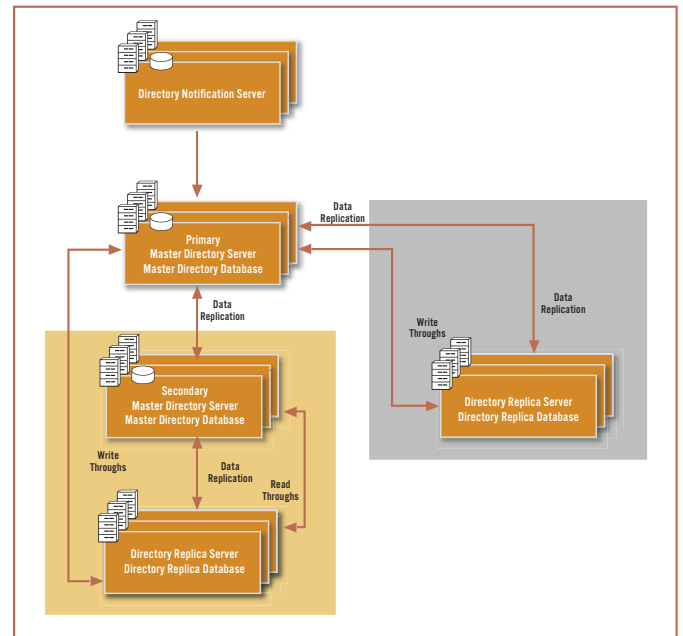 Directory Notification Server
Data
Replication
Primary
Master Directory Server
Master Directory Database
Data
Replication
Data
Replication
Write
Throughs
Secondary
Master Directory Server
Master Directory Database
Directory Replica Server
Directory Replica Database
Write
Throughs
Data
Replication
Read
Throughs
Directory Replica Server
Directory Replica Database